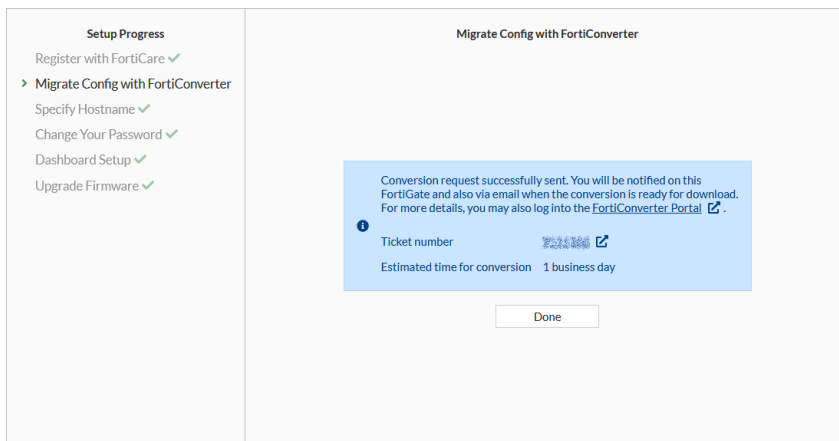 Setup Progress
Register with FortiCare
Migrate Config with FortiConverter
Specify Hostname
Change Your Password
Dashboard Setup
Upgrade Firmware
Migrate Config with FortiConverter
Conversion request successfully sent. You will be notified on this
FortiGate and also via email when the conversion is ready for download.
For more details, you may also log into the FortiConverter Portal .
Ticket number
Estimated time for conversion 1 business day
Done